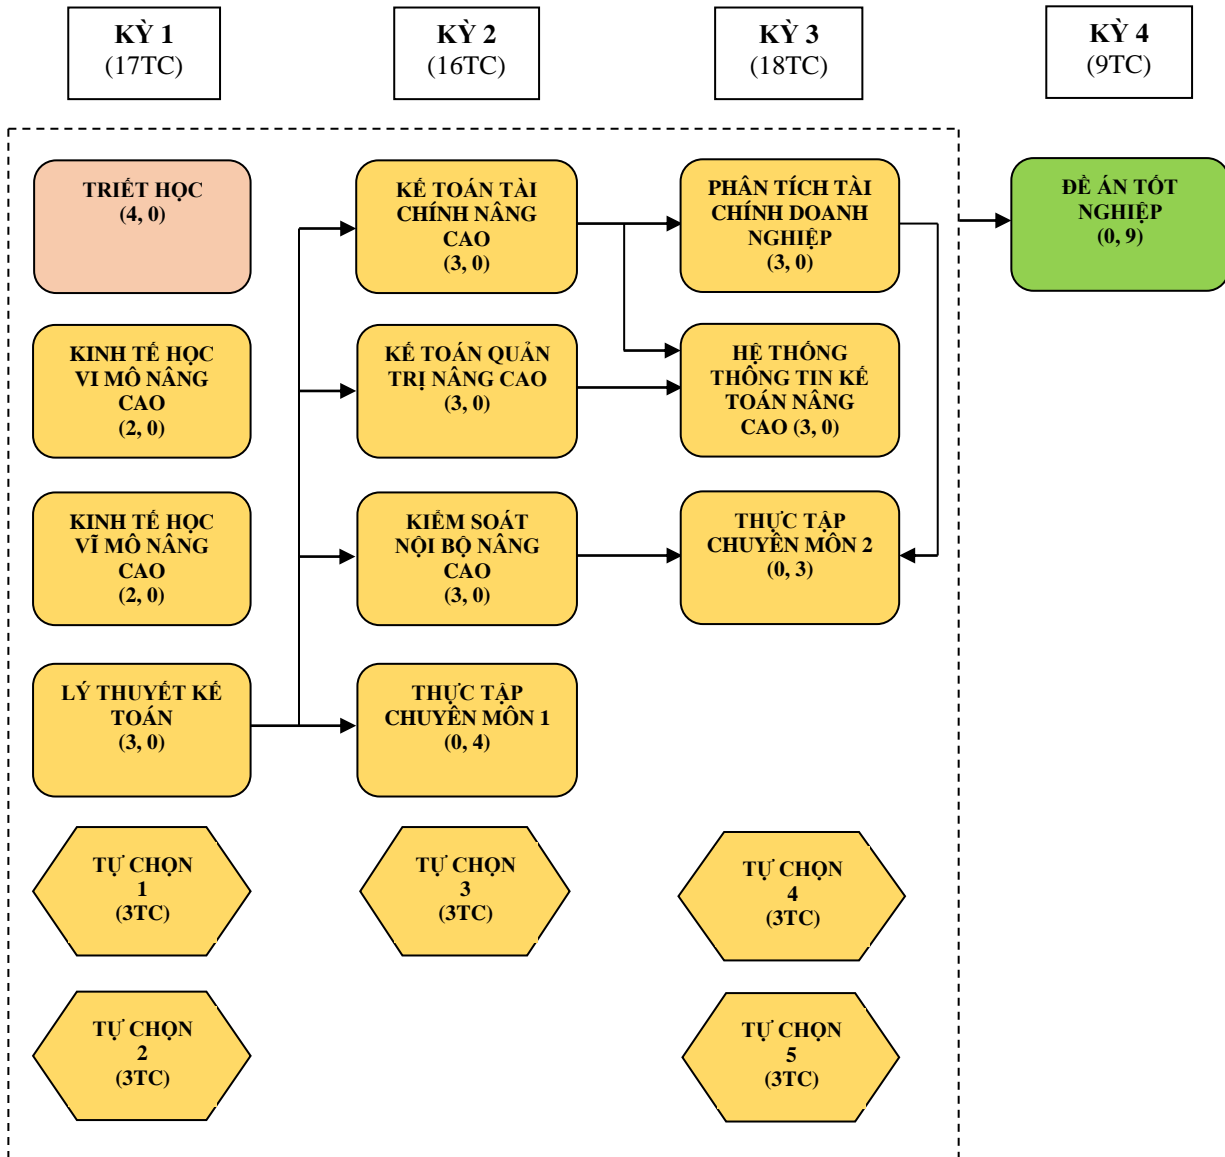 KỲ 1
(17TC)
KỲ 2
(16TC)
KỲ 3
(18TC)
KỲ 4
(9TC)
TRIẾT HỌC
(4, 0)
KẾ TOÁN TÀI
CHÍNH NÂNG
CAO
(3, 0)
PHÂN TÍCH TÀI
CHÍNH DOANH
NGHIỆP
(3, 0)
ĐỀ ÁN TỐT
NGHIỆP
(0, 9)
KINH TẾ HỌC
VI MÔ NÂNG
CAO
(2, 0)
KẾ TOÁN QUẢN
TRỊ NÂNG CAO
(3, 0)
HỆ THỐNG
THÔNG TIN KẾ
TOÁN NÂNG
CAO (3, 0)
KINH TẾ HỌC
VĨ MÔ NÂNG
CAO
(2, 0)
KIỂM SOÁT
NỘI BỘ NÂNG
CAO
(3, 0)
THỰC TẬP
CHUYÊN MÔN 2
(0, 3)
LÝ THUYẾT KẾ
TOÁN
(3, 0)
THỰC TẬP
CHUYÊN MÔN 1
(0, 4)
TỰ CHỌN
1
(3TC)
TỰ CHỌN
3
(3TC)
TỰ CHỌN
4
(3TC)
TỰ CHỌN
2
(3TC)
TỰ CHỌN
5
(3TC)